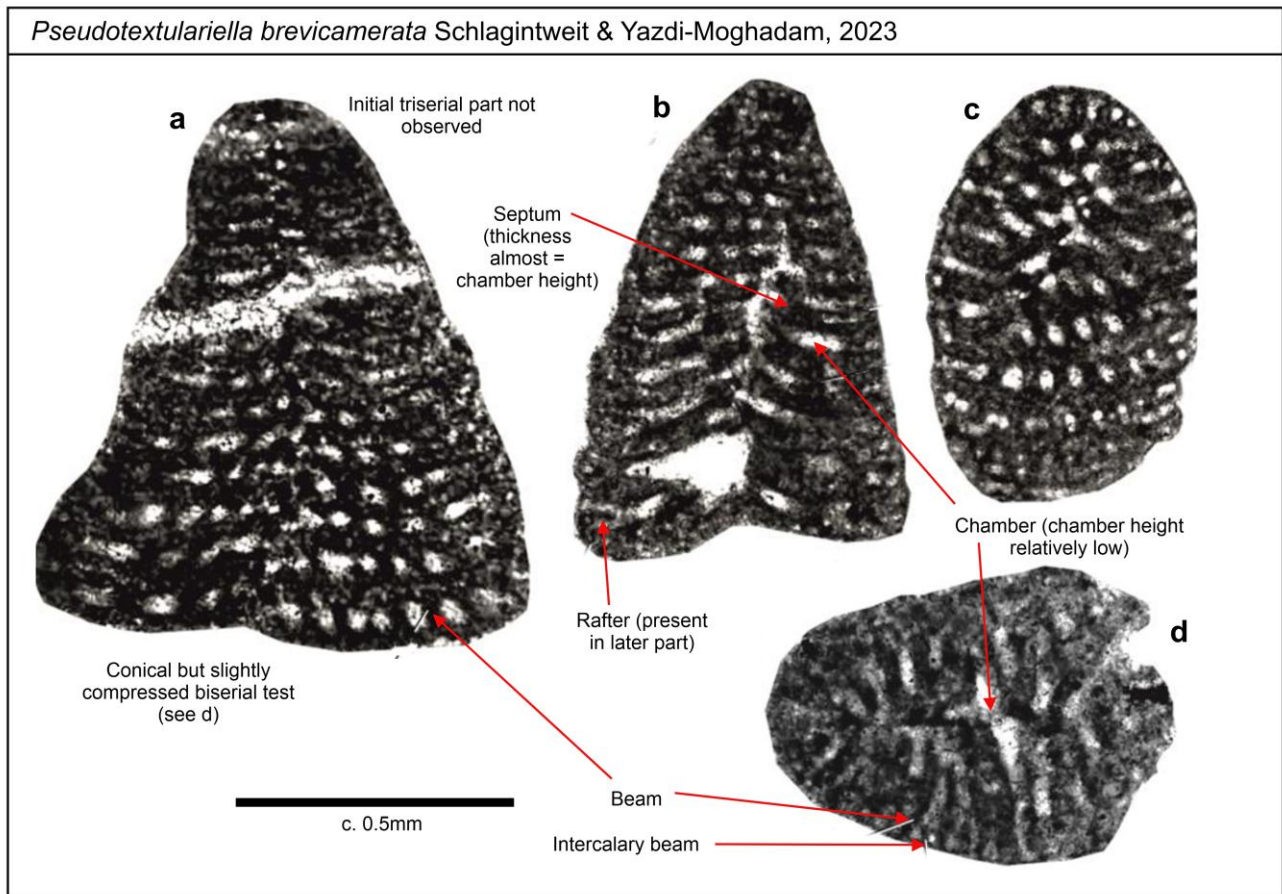 Pseudotextulariella brevicamerata Schlagintweit & Yazdi-Moghadam, 2023
a
Initial triserial part not
observed
b
c
Septum
(thickness
almost =
chamber height)
Chamber (chamber height
relatively low)
Rafter (present
in later part)
d
Conical but slightly
compressed biserial test
(see d)
Beam
c. 0.5mm
Intercalary beam